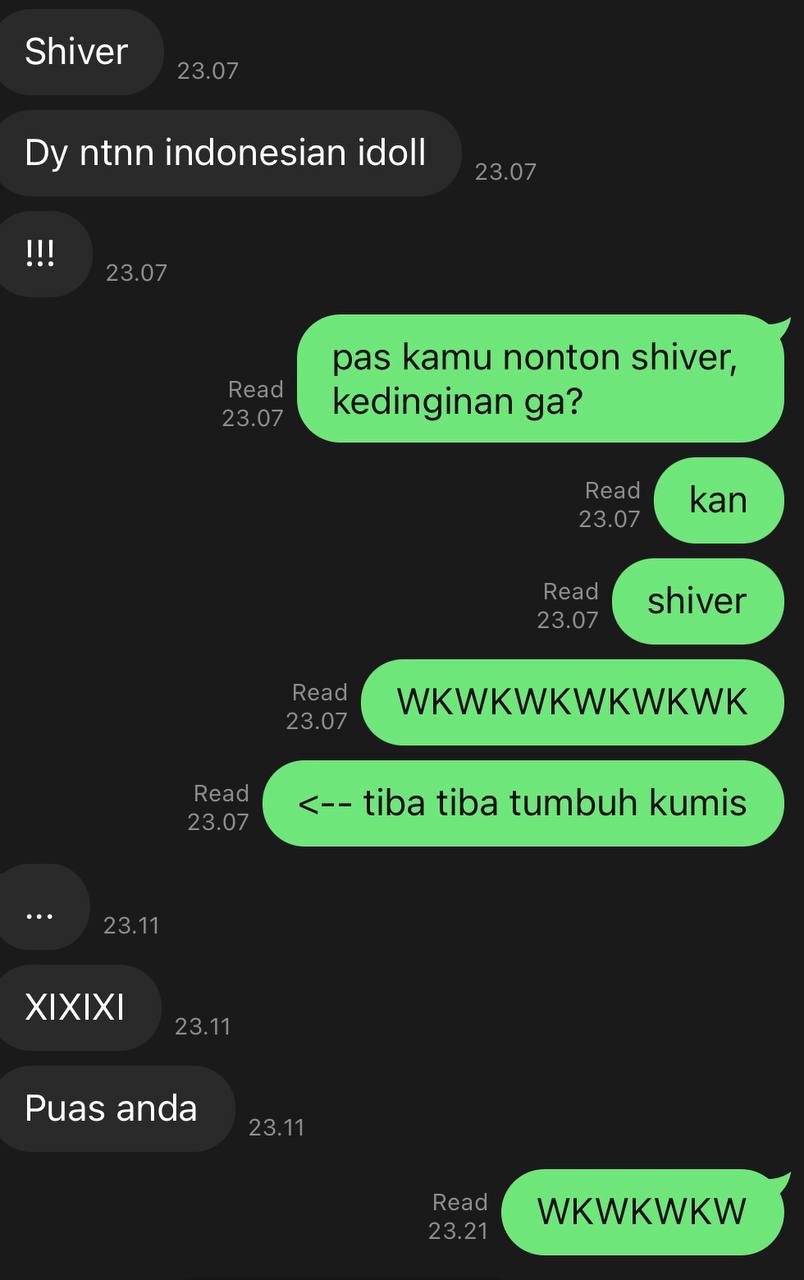 Shiver
23.07
Dy ntnn indonesian idoll
23.07
!!!
23.07
pas kamu nonton shiver,
kedinginan ga?
Read
23.07
kan
Read
23.07
shiver
Read
23.07
WKWKWKWKWKWK
Read
23.07
<-- tiba tiba tumbuh kumis
Read
23.07
...
23.11
XIXIXI
23.11
Puas anda
23.11
WKWKWKW
Read
23.21